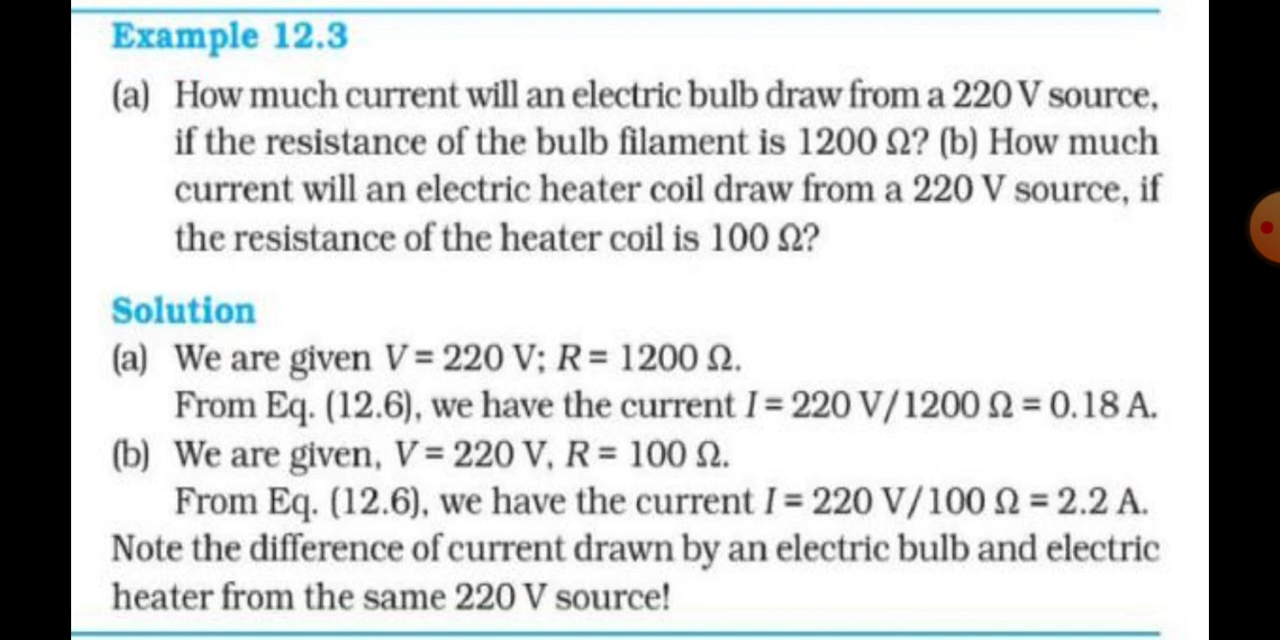 Example 12.3
(a) How much current will an electric bulb draw from a 220 V source,
if the resistance of the bulb filament is 1200 Ω? (b) How much
current will an electric heater coil draw from a 220 V source, if
the resistance of the heater coil is 100 Ω?
Solution
(a) We are given V = 220 V; R = 1200 Ω.
From Eq. (12.6), we have the current I = 220 V/1200 Ω = 0.18 A.
(b) We are given, V = 220 V, R = 100 Ω.
From Eq. (12.6), we have the current I = 220 V/100 Ω = 2.2 A.
Note the difference of current drawn by an electric bulb and electric
heater from the same 220 V source!